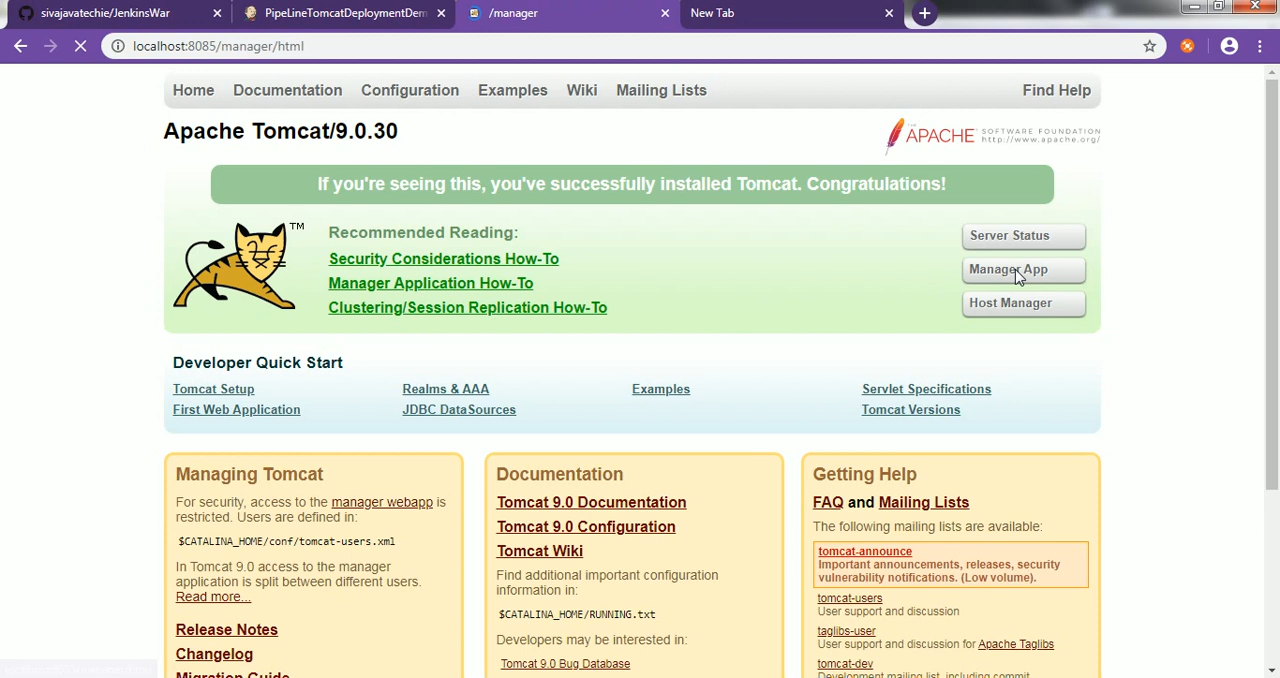 sivajavatechie/JenkinsWar
PipeLineTomcatDeploymentDem
/manager
New Tab
localhost:8085/manager/html
Home Documentation Configuration Examples Wiki Mailing Lists Find Help
Apache Tomcat/9.0.30
APACHE SOFTWARE FOUNDATION
http://www.apache.org/
If you're seeing this, you've successfully installed Tomcat. Congratulations!
TM
Recommended Reading:
Security Considerations How-To
Manager Application How-To
Clustering/Session Replication How-To
Server Status
Manager App
Host Manager
Developer Quick Start
Tomcat Setup
First Web Application
Realms & AAA
JDBC DataSources
Examples
Servlet Specifications
Tomcat Versions
Managing Tomcat
For security, access to the manager webapp is
restricted. Users are defined in:
$CATALINA_HOME/conf/tomcat-users.xml
In Tomcat 9.0 access to the manager
application is split between different users.
Read more...
Release Notes
Changelog
Migration Guide
Documentation
Tomcat 9.0 Documentation
Tomcat 9.0 Configuration
Tomcat Wiki
Find additional important configuration
information in:
$CATALINA_HOME/RUNNING.txt
Developers may be interested in:
Tomcat 9.0 Bug Database
Getting Help
FAQ and Mailing Lists
The following mailing lists are available:
tomcat-announce
Important announcements, releases, security
vulnerability notifications. (Low volume).
tomcat-users
User support and discussion
taglibs-user
User support and discussion for Apache Taglibs
tomcat-dev
Development mailing list, including commit